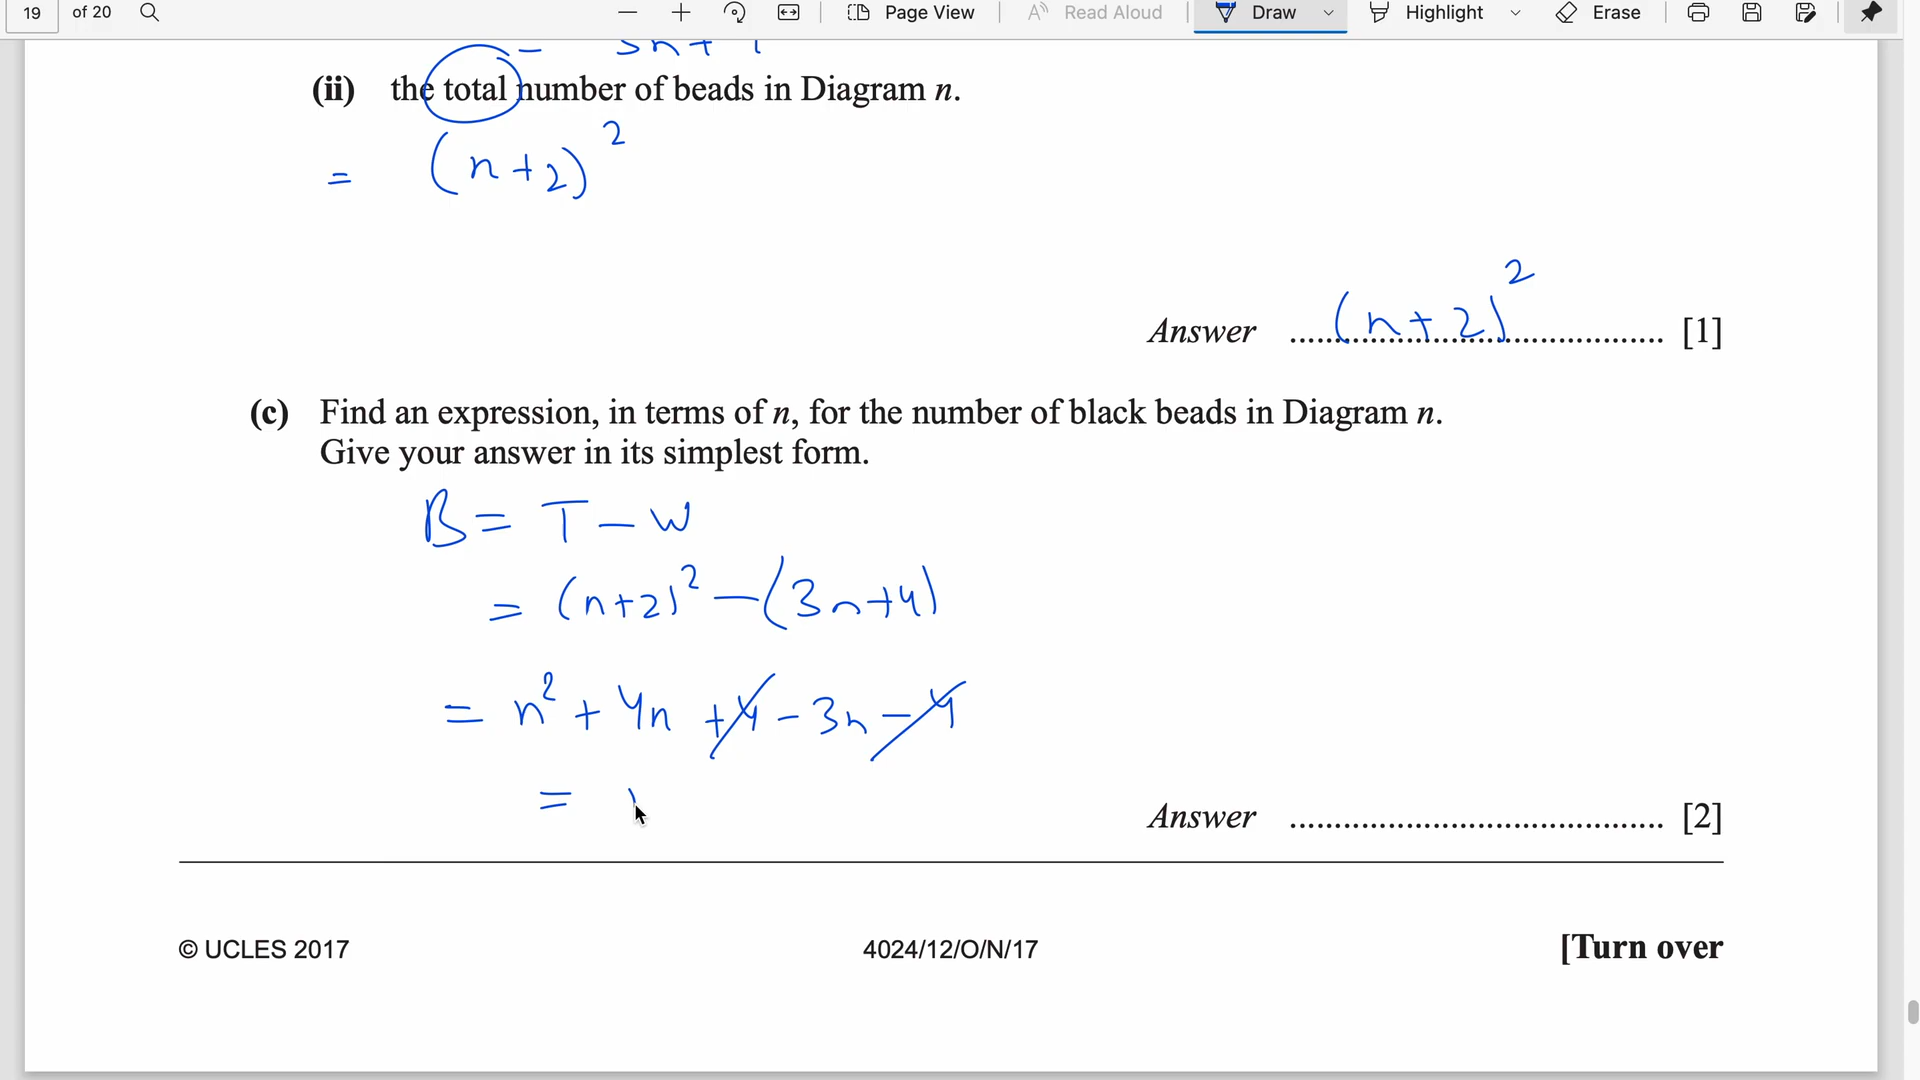 19 of 20 Page View Read Aloud Draw Highlight Erase
(ii) the total number of beads in Diagram n.
= (n+2)²
Answer (n+2)² [1]
(c) Find an expression, in terms of n, for the number of black beads in Diagram n.
Give your answer in its simplest form.
B = T - W
= (n+2)² - (3n+4)
= n² + 4n +4 - 3n - 4
=
Answer ........................................ [2]
© UCLES 2017 4024/12/O/N/17 [Turn over